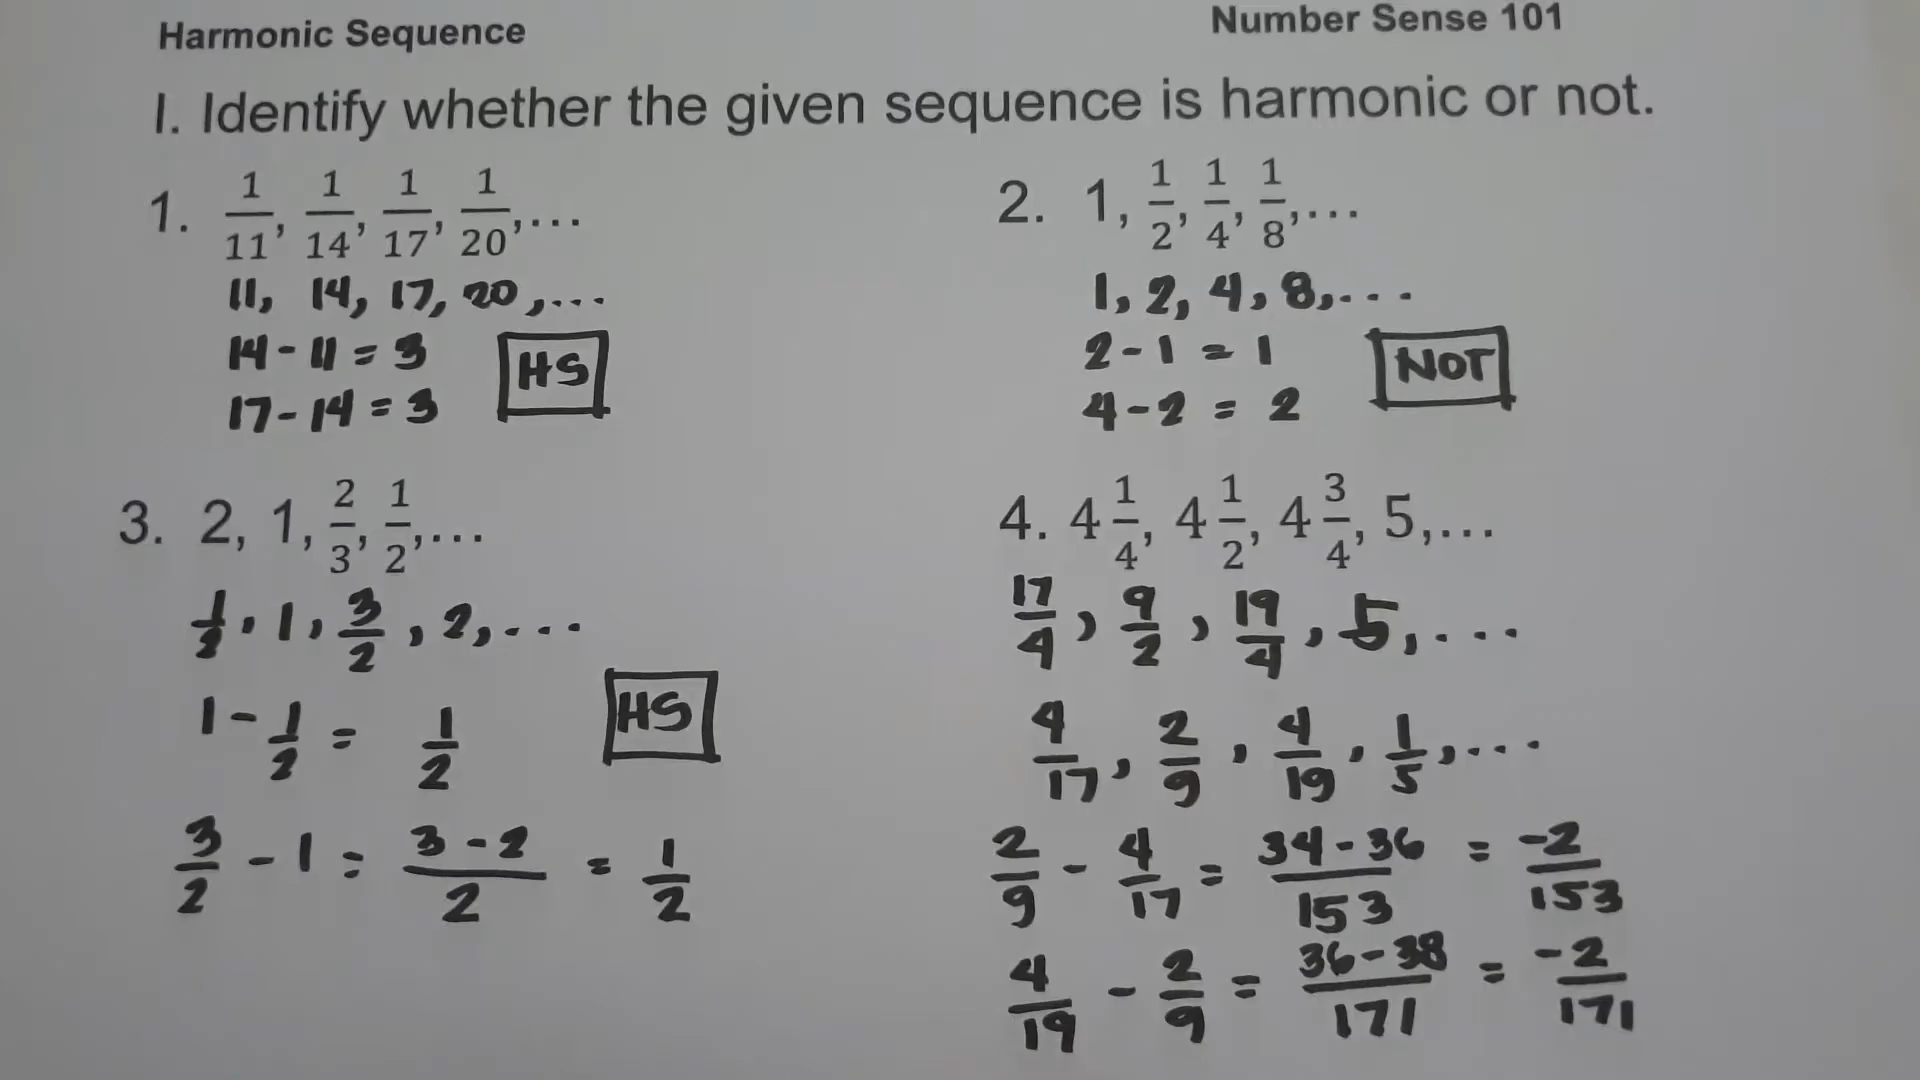 Harmonic Sequence
Number Sense 101
I. Identify whether the given sequence is harmonic or not.
1. 1/11, 1/14, 1/17, 1/20,...
11, 14, 17, 20,...
14 - 11 = 3
17 - 14 = 3
HS
2. 1, 1/2, 1/4, 1/8,...
1, 2, 4, 8,...
2 - 1 = 1
4 - 2 = 2
NOT
3. 2, 1, 2/3, 1/2,...
1/2, 1, 3/2, 2,...
1 - 1/2 = 1/2
HS
3/2 - 1 = 3-2/2 = 1/2
4. 4 1/4, 4 1/2, 4 3/4, 5,...
17/4, 9/2, 19/4, 5,...
4/17, 2/9, 4/19, 1/5,...
2/9 - 4/17 = 34-36/153 = -2/153
4/19 - 2/9 = 36-38/171 = -2/171